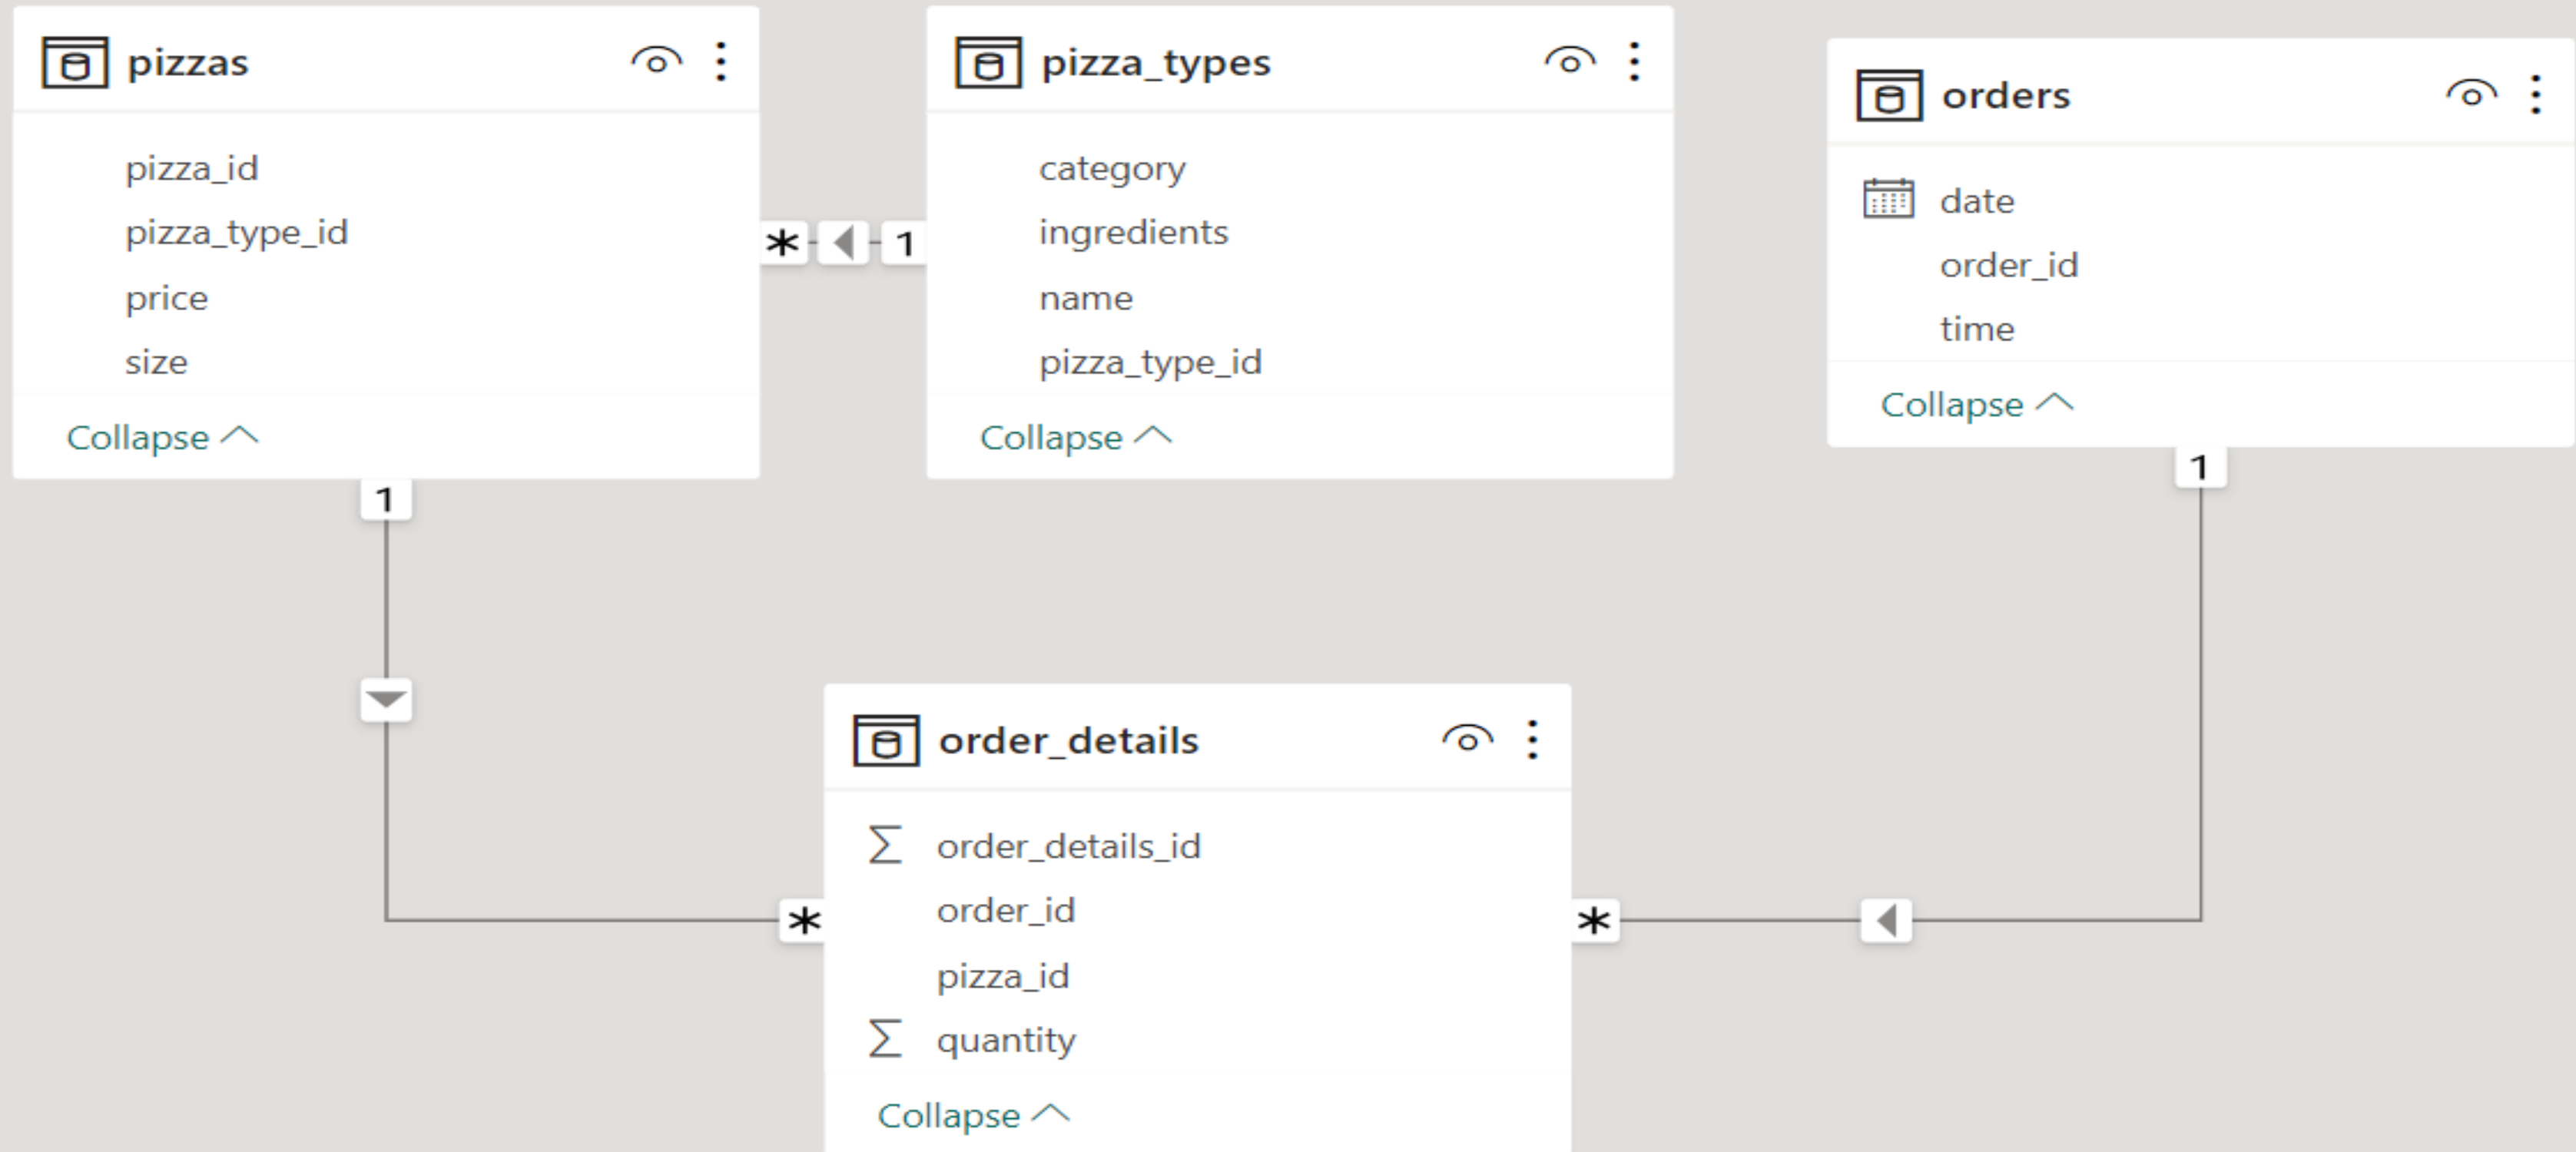 pizzas
pizza_id
pizza_type_id
price
size
Collapse
* 1
pizza_types
category
ingredients
name
pizza_type_id
Collapse
orders
date
order_id
time
Collapse
1
1
order_details
order_details_id
order_id
pizza_id
quantity
Collapse
*
*